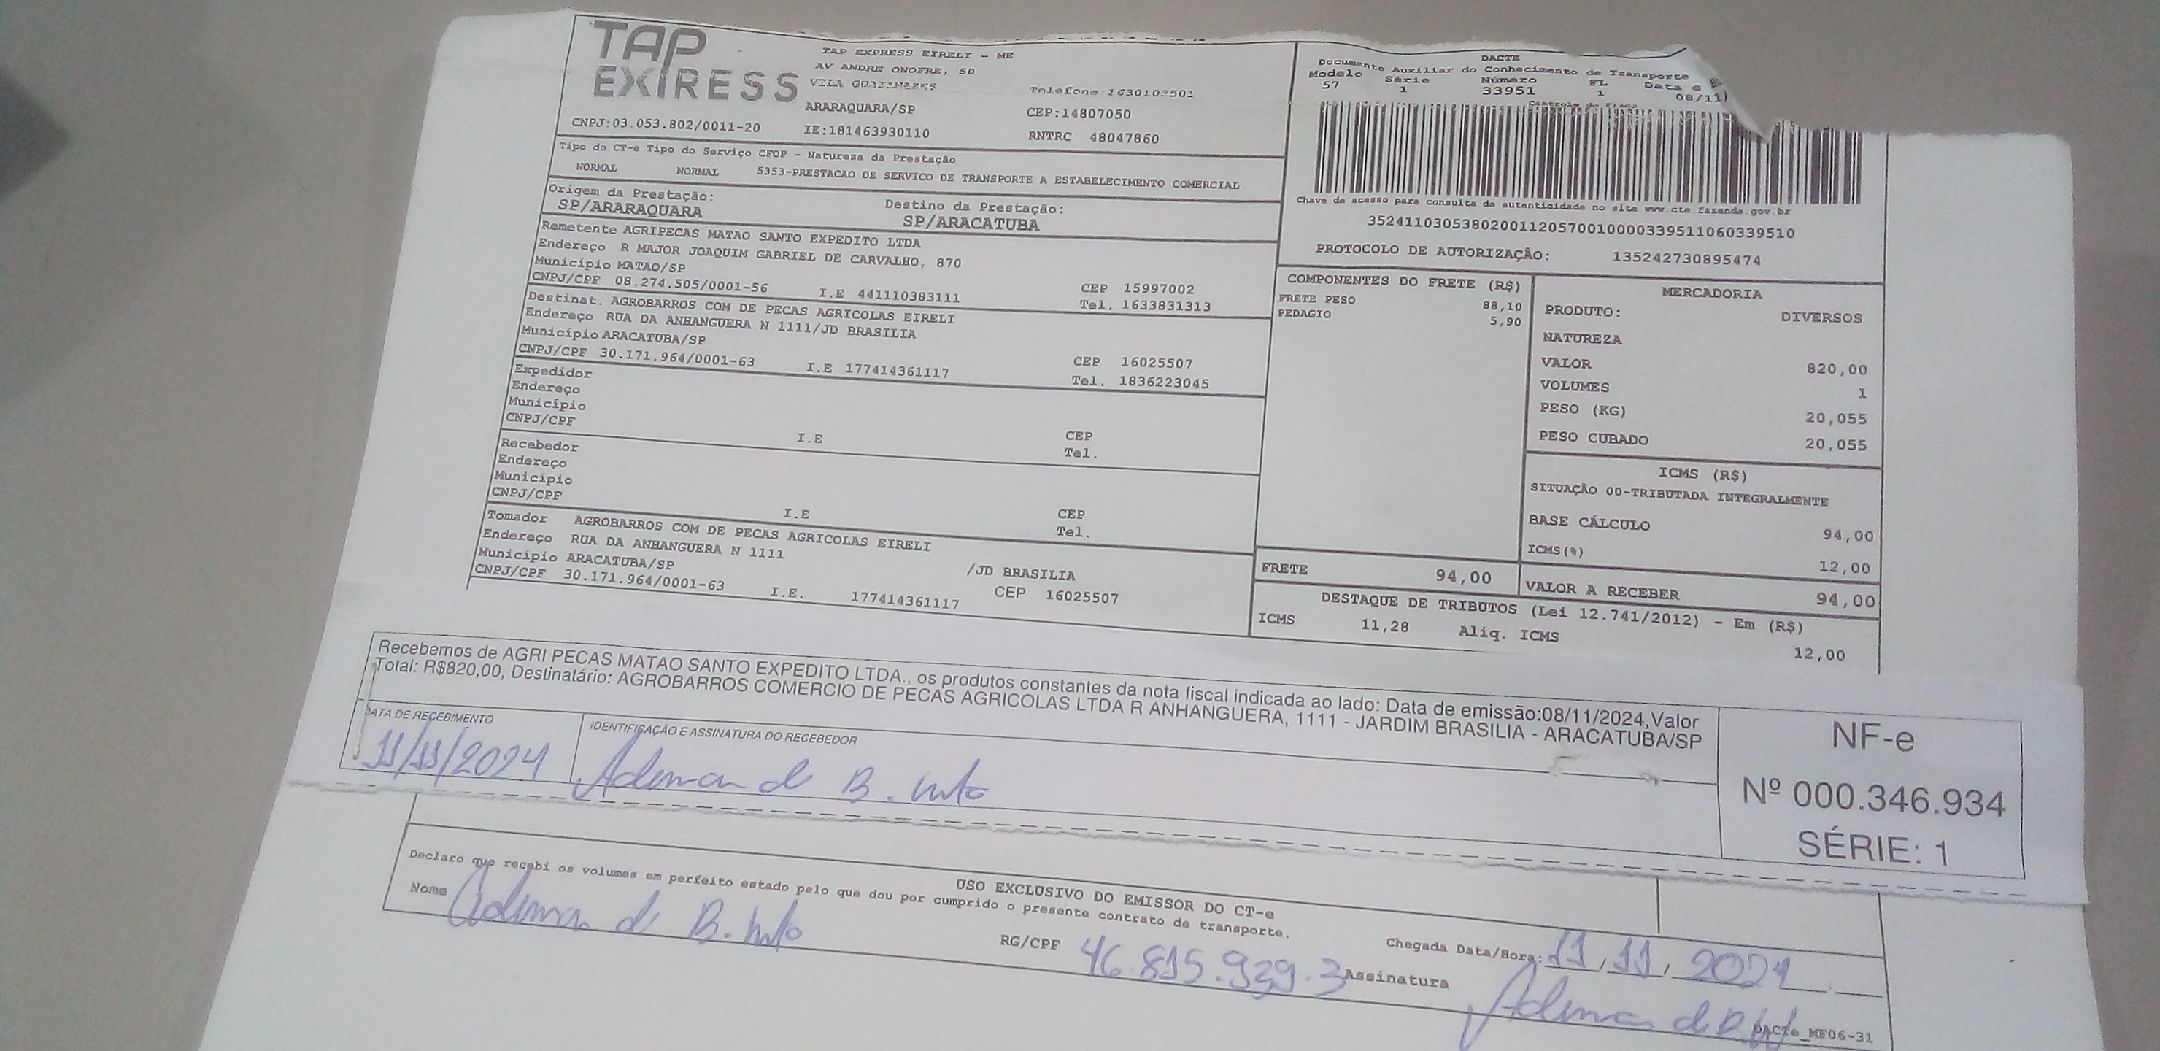 TAP EXPRESS
TAP EXPRESS EIRELI - ME
AV ANDRE ONOFRE, 50
Telefone 1630103501
ARARAQUARA/SP CEP:14807050
CNPJ:03.053.802/0011-20 IE:181463930110 RNTRC 48047860
Tipo do CT-e Tipo do Serviço CFOP - Natureza da Prestação
NORMAL NORMAL 5353-PRESTACAO DE SERVICO DE TRANSPORTE A ESTABELECIMENTO COMERCIAL
Origem da Prestação: Destino da Prestação:
SP/ARARAQUARA SP/ARACATUBA
Remetente AGRIPECAS MATAO SANTO EXPEDITO LTDA
Endereço R MAJOR JOAQUIM GABRIEL DE CARVALHO, 870
Município MATAO/SP CEP 15997002
CNPJ/CPF 08.274.505/0001-56 I.E 441110383111 Tel. 1633831313
Destinat. AGROBARROS COM DE PECAS AGRICOLAS EIRELI
Endereço RUA DA ANHANGUERA N 1111/JD BRASILIA
Município ARACATUBA/SP CEP 16025507
CNPJ/CPF 30.171.964/0001-63 I.E 177414361117 Tel. 1836223045
Expedidor
Endereço
Município CEP
CNPJ/CPF I.E Tel.
Recebedor
Endereço
Município CEP
CNPJ/CPF I.E Tel.
Tomador AGROBARROS COM DE PECAS AGRICOLAS EIRELI
Endereço RUA DA ANHANGUERA N 1111 /JD BRASILIA
Município ARACATUBA/SP CEP 16025507
CNPJ/CPF 30.171.964/0001-63 I.E. 177414361117
DACTE
Documento Auxiliar do Conhecimento de Transporte
Modelo Série Número FL Data e
57 1 33951 1 08/11/
Chave de acesso para consulta de autenticidade no site www.cte.fazenda.gov.br
35241103053802001120570010000339511060339510
PROTOCOLO DE AUTORIZAÇÃO: 135242730895474
COMPONENTES DO FRETE (R$)
FRETE PESO 88,10
PEDAGIO 5,90
MERCADORIA
PRODUTO: DIVERSOS
NATUREZA
VALOR 820,00
VOLUMES 1
PESO (KG) 20,055
PESO CUBADO 20,055
ICMS (R$)
SITUAÇÃO 00-TRIBUTADA INTEGRALMENTE
BASE CÁLCULO 94,00
ICMS(%) 12,00
FRETE 94,00 VALOR A RECEBER 94,00
DESTAQUE DE TRIBUTOS (Lei 12.741/2012) - Em (R$)
ICMS 11,28 Aliq. ICMS 12,00
Recebemos de AGRI PECAS MATAO SANTO EXPEDITO LTDA., os produtos constantes da nota fiscal indicada ao lado: Data de emissão:08/11/2024,Valor
Total: R$820,00, Destinatário: AGROBARROS COMERCIO DE PECAS AGRICOLAS LTDA R ANHANGUERA, 1111 - JARDIM BRASILIA - ARACATUBA/SP
DATA DE RECEBIMENTO IDENTIFICAÇÃO E ASSINATURA DO RECEBEDOR
11/11/2024
NF-e
Nº 000.346.934
SÉRIE: 1
USO EXCLUSIVO DO EMISSOR DO CT-e
Declaro que recebi os volumes em perfeito estado pelo que dou por cumprido o presente contrato de transporte.
Nome RG/CPF 46.815.939.3 Assinatura
Chegada Data/Hora: 11,11,2024
DACTe_ME06-31